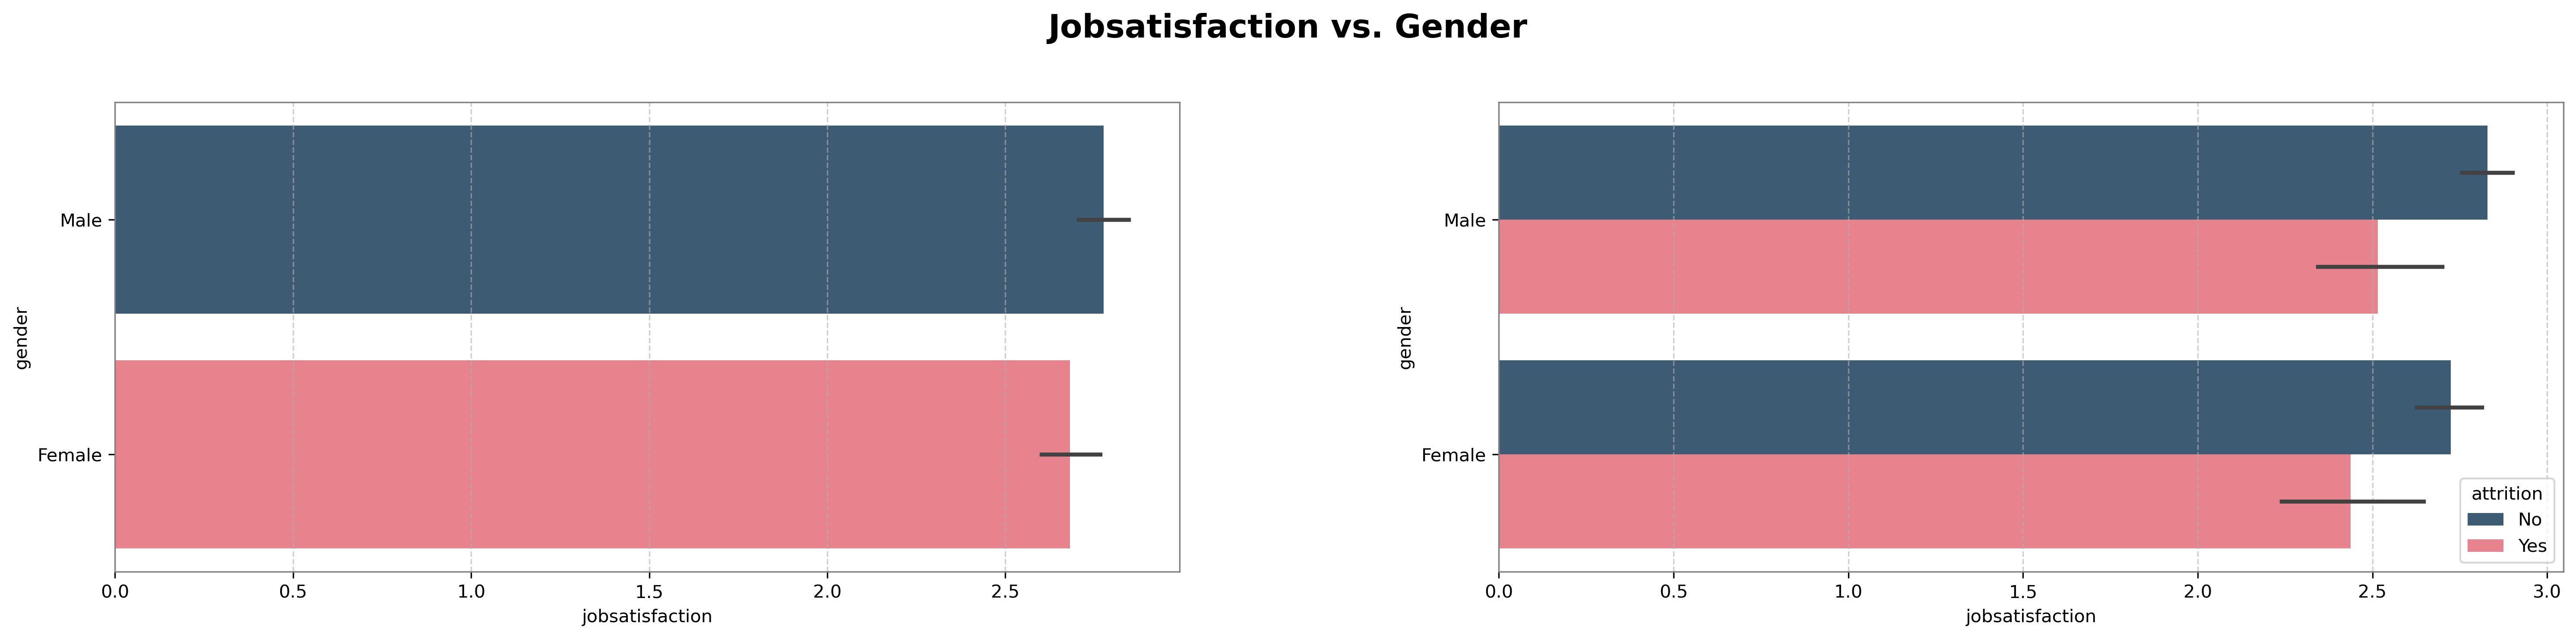 Jobsatisfaction vs. Gender
gender
Male
Female
0.0 0.5 1.0 1.5 2.0 2.5
jobsatisfaction
gender
Male
Female
attrition
No
Yes
0.0 0.5 1.0 1.5 2.0 2.5 3.0
jobsatisfaction